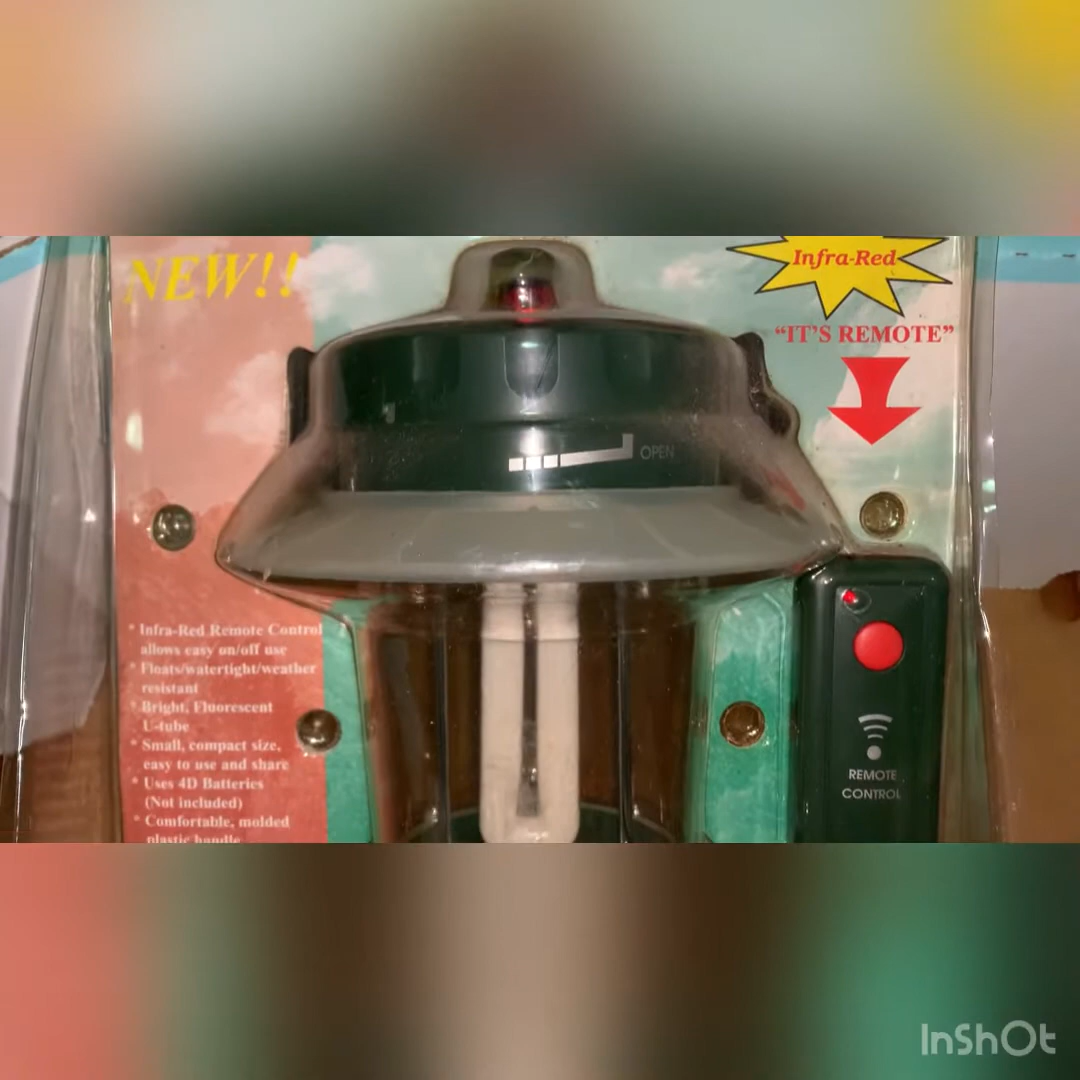 NEW!!
Infra-Red
“IT’S REMOTE”
OPEN
* Infra-Red Remote Control
allows easy on/off use
* Floats/watertight/weather
resistant
* Bright, Fluorescent
U-tube
* Small, compact size,
easy to use and share
* Uses 4D Batteries
(Not included)
* Comfortable, molded
plastic handle
REMOTE
CONTROL
InShOt